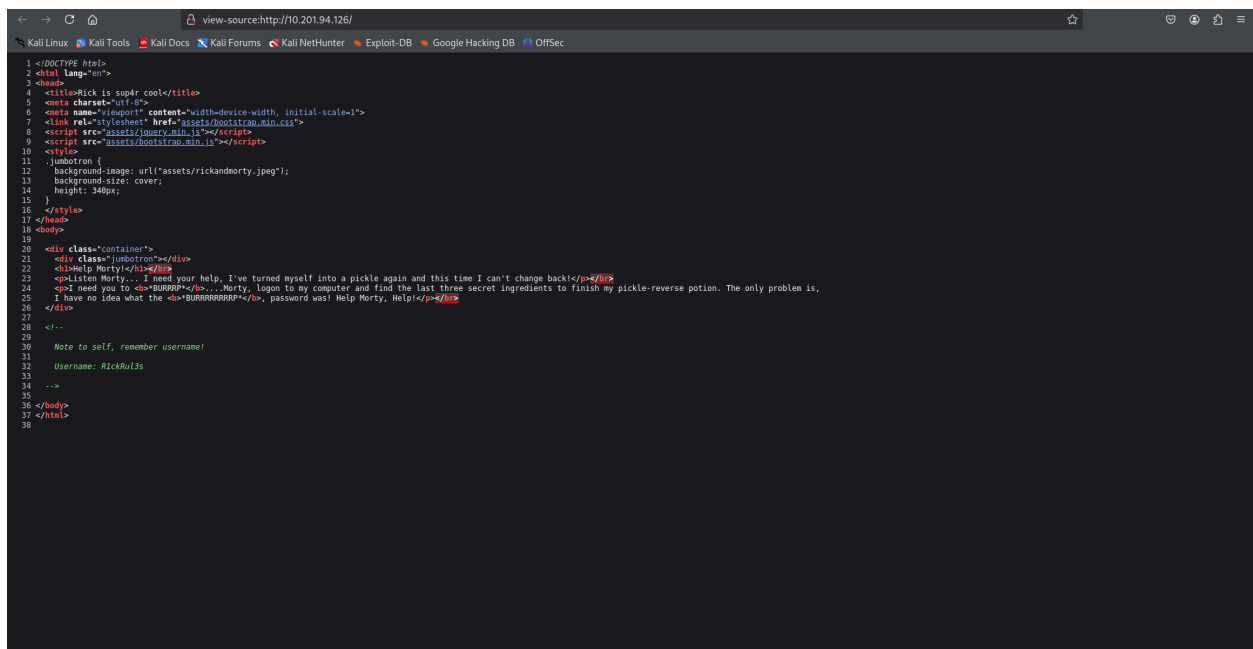 view-source:http://10.201.94.126/
Kali Linux Kali Tools Kali Docs Kali Forums Kali NetHunter Exploit-DB Google Hacking DB OffSec
1 <!DOCTYPE html>
2 <html lang="en">
3 <head>
4 <title>Rick is sup4r cool</title>
5 <meta charset="utf-8">
6 <meta name="viewport" content="width=device-width, initial-scale=1">
7 <link rel="stylesheet" href="assets/bootstrap.min.css">
8 <script src="assets/jquery.min.js"></script>
9 <script src="assets/bootstrap.min.js"></script>
10 <style>
11 .jumbotron {
12 background-image: url("assets/rickandmorty.jpeg");
13 background-size: cover;
14 height: 340px;
15 }
16 </style>
17 </head>
18 <body>
19
20 <div class="container">
21 <div class="jumbotron"></div>
22 <h1>Help Morty!</h1></br>
23 <p>Listen Morty... I need your help, I've turned myself into a pickle again and this time I can't change back!</p></br>
24 <p>I need you to <b>*BURRRP*</b>....Morty, logon to my computer and find the last three secret ingredients to finish my pickle-reverse potion. The only problem is,
25 I have no idea what the <b>*BURRRRRRRRP*</b>, password was! Help Morty, Help!</p></br>
26 </div>
27
28 <!--
29
30 Note to self, remember username!
31
32 Username: R1ckRul3s
33
34 -->
35
36 </body>
37 </html>
38